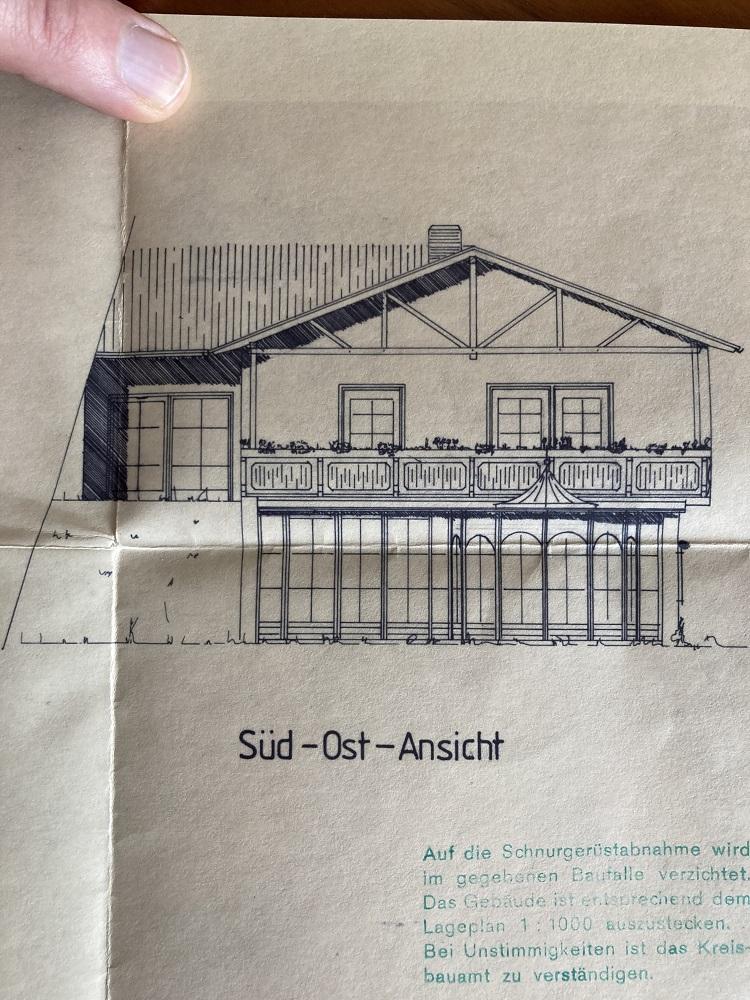 Süd-Ost-Ansicht
Auf die Schnurgerüstabnahme wird
im gegebenen Baufalle verzichtet.
Das Gebäude ist entsprechend dem
Lageplan 1:1000 auszustecken.
Bei Unstimmigkeiten ist das Kreis-
bauamt zu verständigen.